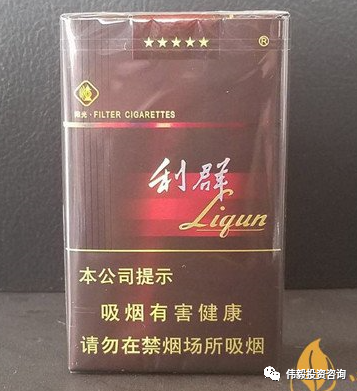 ★★★★★ ®
阳光·FILTER CIGARETTES
利群
Liqun
本公司提示
吸烟有害健康
请勿在禁烟场所吸烟
伟毅投资咨询